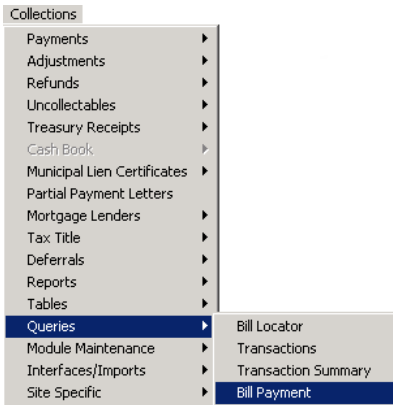 Collections
Payments
Adjustments
Refunds
Uncollectables
Treasury Receipts
Cash Book
Municipal Lien Certificates
Partial Payment Letters
Mortgage Lenders
Tax Title
Deferrals
Reports
Tables
Queries
Module Maintenance
Interfaces/Imports
Site Specific
Bill Locator
Transactions
Transaction Summary
Bill Payment